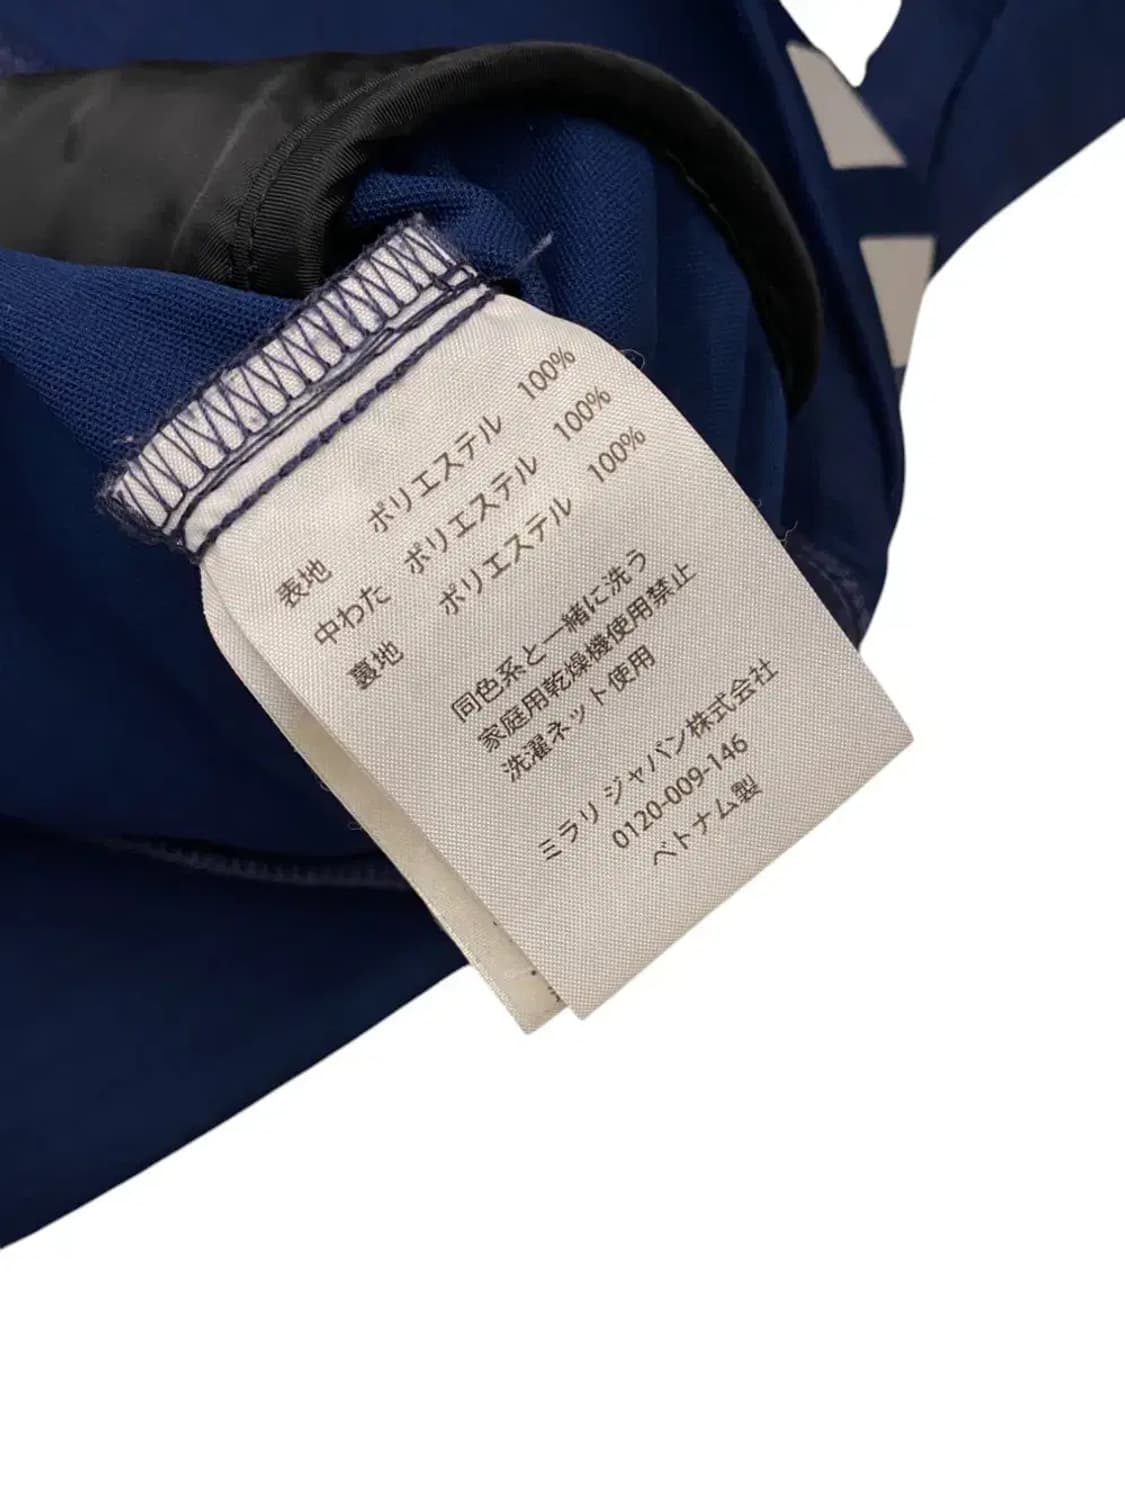 表地 ポリエステル 100%
中わた ポリエステル 100%
裏地 ポリエステル 100%
同色系と一緒に洗う
家庭用乾燥機使用禁止
洗濯ネット使用
ミラリ ジャパン株式会社
0120-009-146
ベトナム製